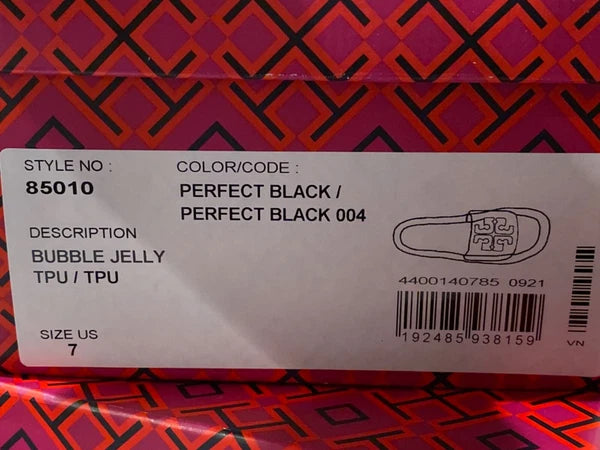 STYLE NO :
85010
COLOR/CODE :
PERFECT BLACK /
PERFECT BLACK 004
DESCRIPTION
BUBBLE JELLY
TPU / TPU
SIZE US
7
4400140785 0921
192485 938159
VN